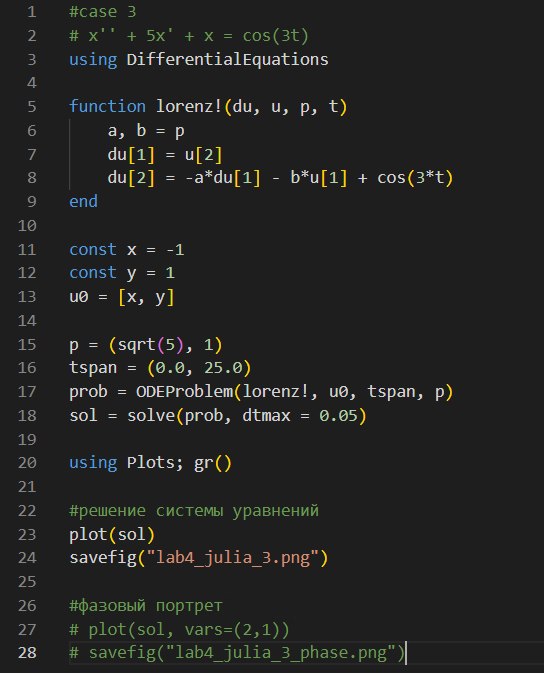 1 #case 3
2 # x'' + 5x' + x = cos(3t)
3 using DifferentialEquations
4
5 function lorenz!(du, u, p, t)
6     a, b = p
7     du[1] = u[2]
8     du[2] = -a*du[1] - b*u[1] + cos(3*t)
9 end
10
11 const x = -1
12 const y = 1
13 u0 = [x, y]
14
15 p = (sqrt(5), 1)
16 tspan = (0.0, 25.0)
17 prob = ODEProblem(lorenz!, u0, tspan, p)
18 sol = solve(prob, dtmax = 0.05)
19
20 using Plots; gr()
21
22 #решение системы уравнений
23 plot(sol)
24 savefig("lab4_julia_3.png")
25
26 #фазовый портрет
27 # plot(sol, vars=(2,1))
28 # savefig("lab4_julia_3_phase.png")